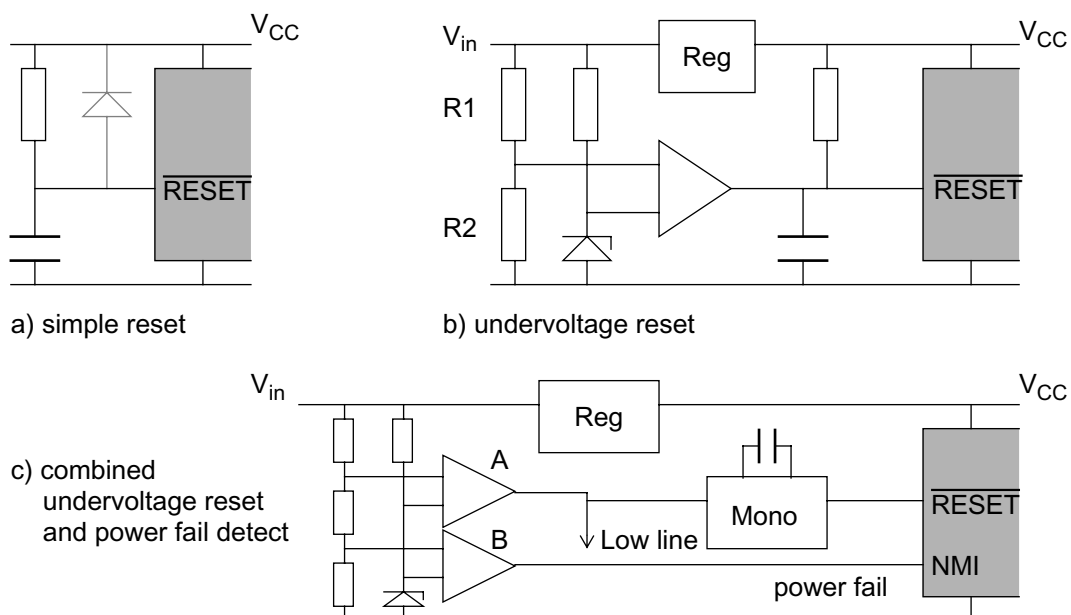 V_CC
RESET
a) simple reset
V_in
Reg
V_CC
R1
RESET
R2
b) undervoltage reset
V_in
V_CC
Reg
c) combined
undervoltage reset
and power fail detect
A
RESET
Mono
Low line
B
NMI
power fail